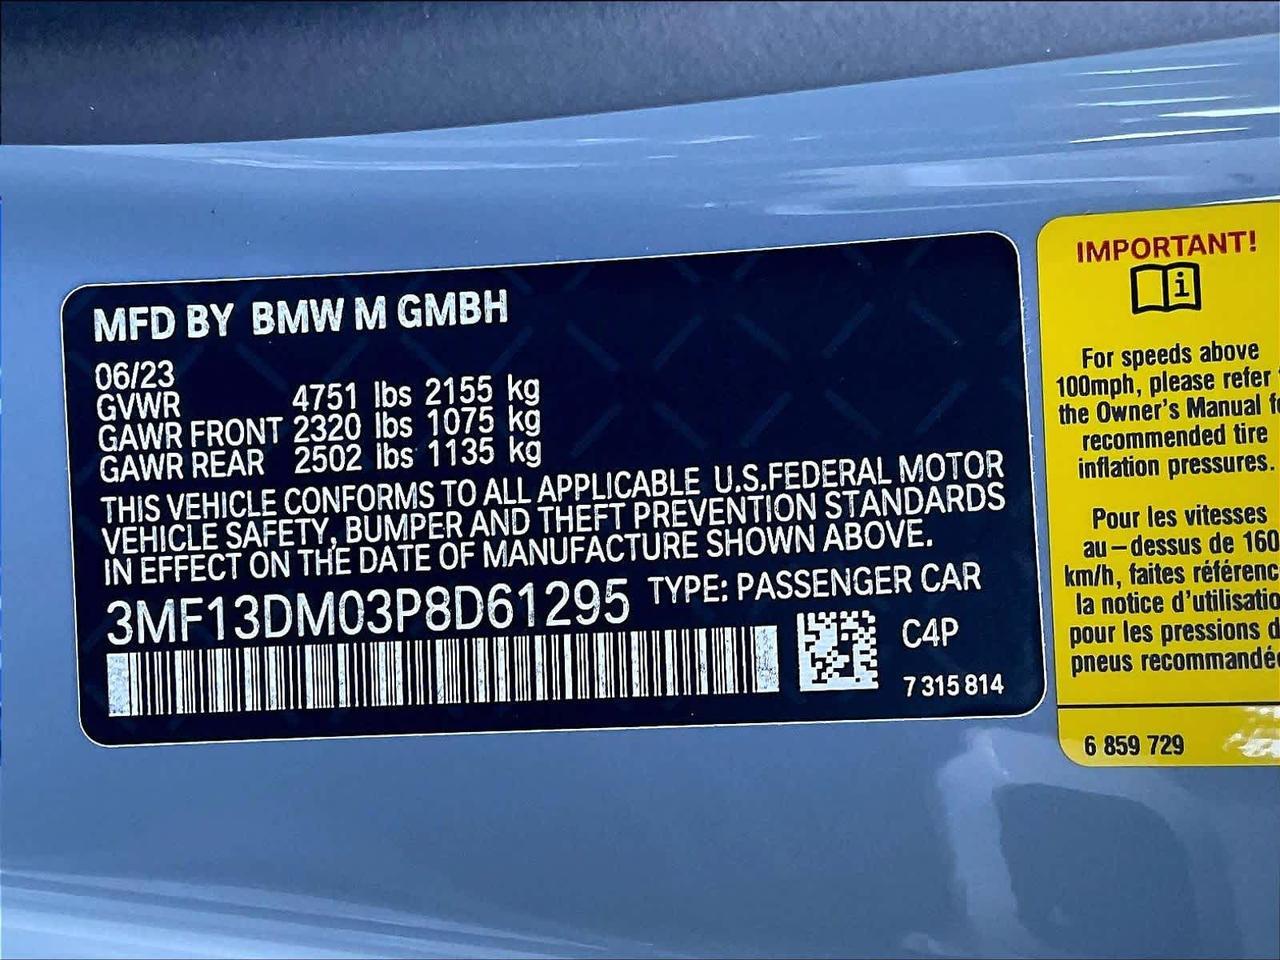 MFD BY BMW M GMBH
06/23
GVWR 4751 lbs 2155 kg
GAWR FRONT 2320 lbs 1075 kg
GAWR REAR 2502 lbs 1135 kg
THIS VEHICLE CONFORMS TO ALL APPLICABLE U.S.FEDERAL MOTOR
VEHICLE SAFETY, BUMPER AND THEFT PREVENTION STANDARDS
IN EFFECT ON THE DATE OF MANUFACTURE SHOWN ABOVE.
3MF13DM03P8D61295 TYPE: PASSENGER CAR
C4P
7 315 814
IMPORTANT!
i
For speeds above
100mph, please refer
the Owner's Manual
recommended tire
inflation pressures.
Pour les vitesses
au-dessus de 160
km/h, faites référenc
la notice d'utilisatio
pour les pressions d
pneus recommandée
6 859 729